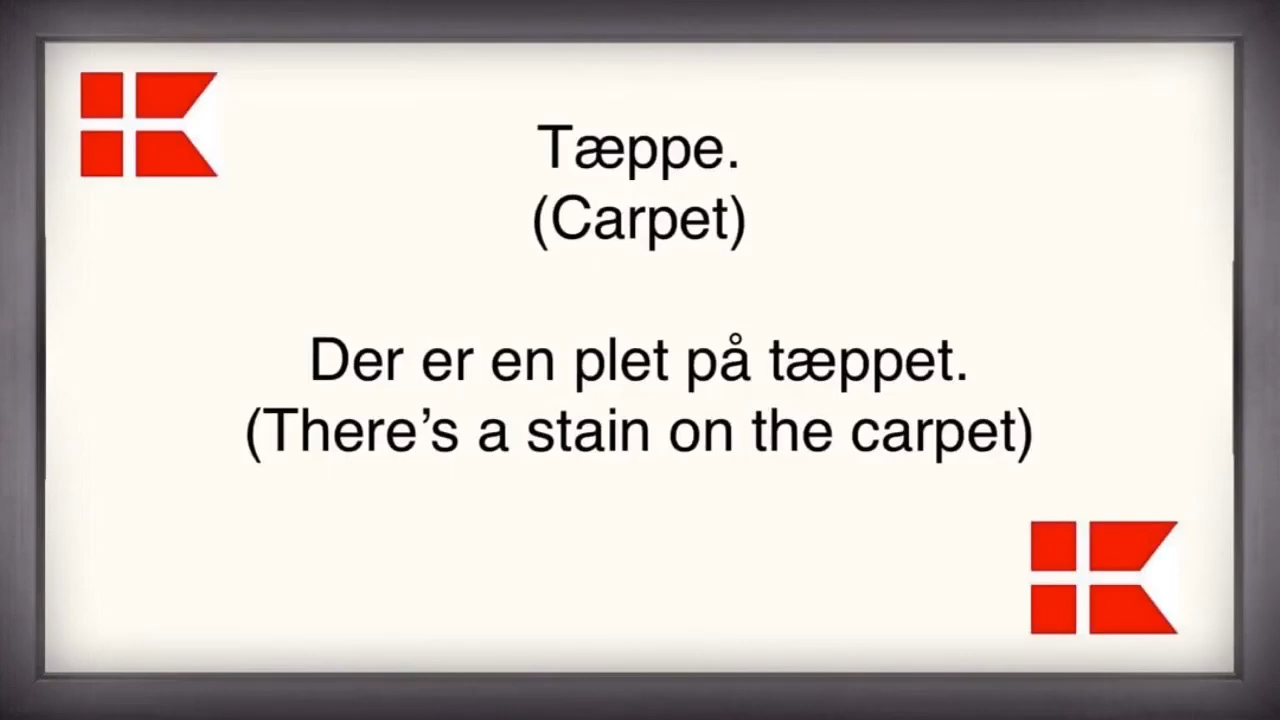 Tæppe.
(Carpet)
Der er en plet på tæppet.
(There’s a stain on the carpet)